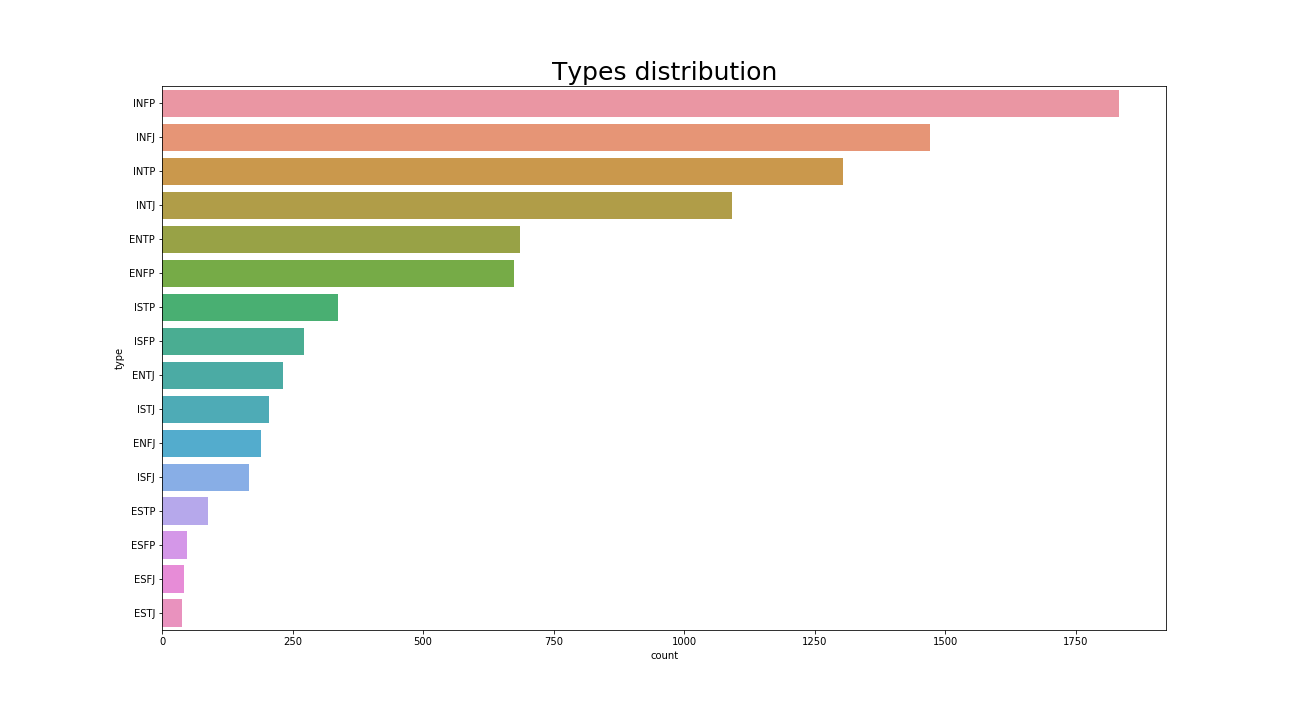 Types distribution
INFP
INFJ
INTP
INTJ
ENTP
ENFP
ISTP
ISFP
ENTJ
ISTJ
ENFJ
ISFJ
ESTP
ESFP
ESFJ
ESTJ
type
0 250 500 750 1000 1250 1500 1750
count